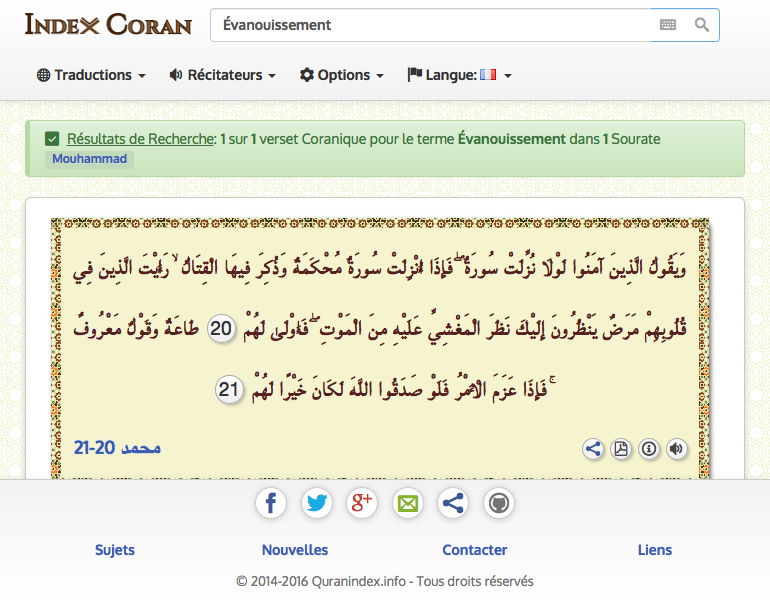 INDEX CORAN
Évanouissement
Traductions Récitateurs Options Langue:
Résultats de Recherche: 1 sur 1 verset Coranique pour le terme Évanouissement dans 1 Sourate
Mouhammad
وَيَقُولُ الَّذِينَ آمَنُوا لَوْلَا نُزِّلَتْ سُورَةٌ ۖ فَإِذَا أُنْزِلَتْ سُورَةٌ مُحْكَمَةٌ وَذُكِرَ فِيهَا الْقِتَالُ ۙ رَأَيْتَ الَّذِينَ فِي
قُلُوبِهِمْ مَرَضٌ يَنْظُرُونَ إِلَيْكَ نَظَرَ الْمَغْشِيِّ عَلَيْهِ مِنَ الْمَوْتِ ۖ فَأَوْلَىٰ لَهُمْ 20 طَاعَةٌ وَقَوْلٌ مَعْرُوفٌ
ۚ فَإِذَا عَزَمَ الْأَمْرُ فَلَوْ صَدَقُوا اللَّهَ لَكَانَ خَيْرًا لَهُمْ 21
محمد 20-21
Sujets Nouvelles Contacter Liens
© 2014-2016 Quranindex.info - Tous droits réservés